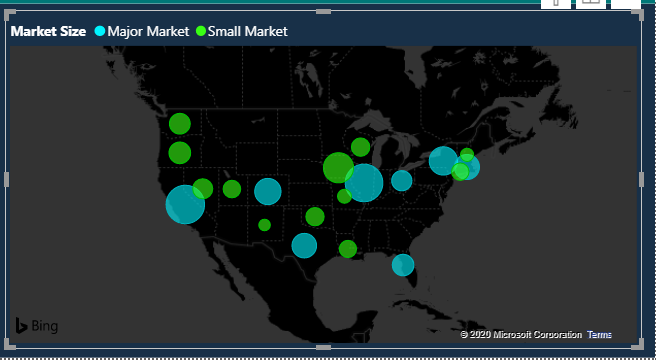 Market Size Major Market Small Market
Bing
© 2020 Microsoft Corporation Terms